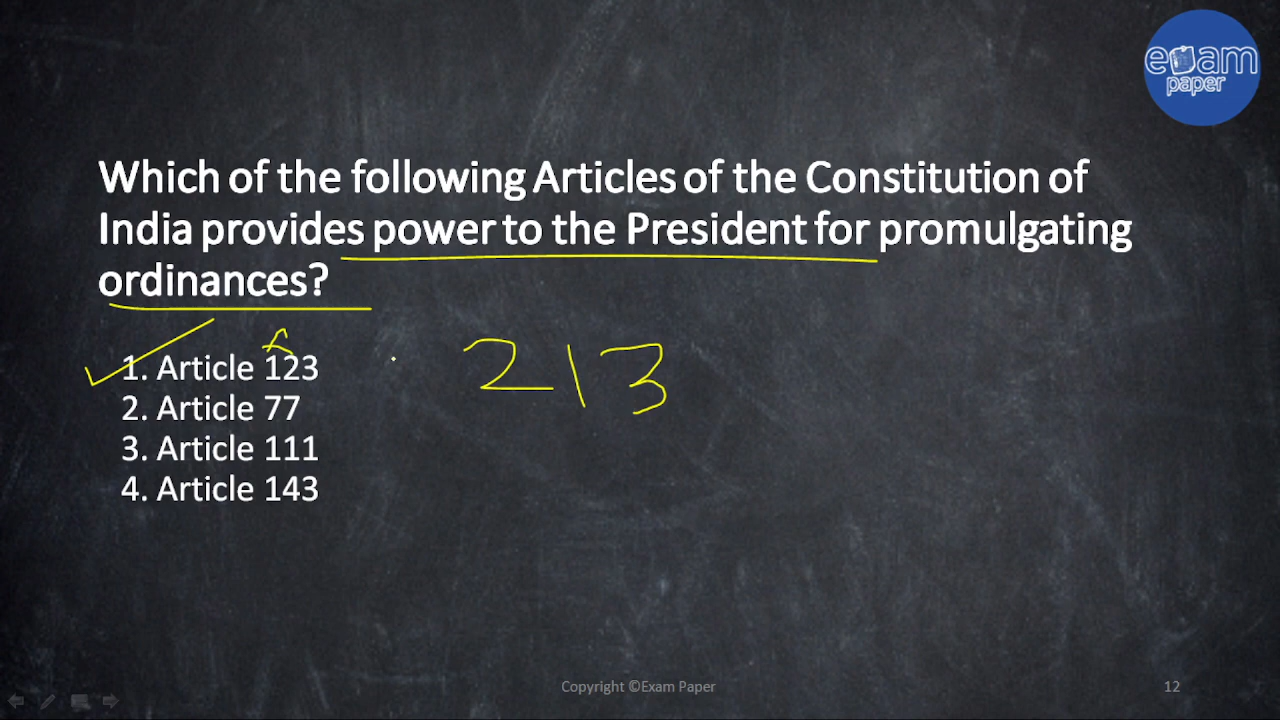 exam
paper
Which of the following Articles of the Constitution of
India provides power to the President for promulgating
ordinances?
1. Article 123
2. Article 77
3. Article 111
4. Article 143
213
Copyright ©Exam Paper
12